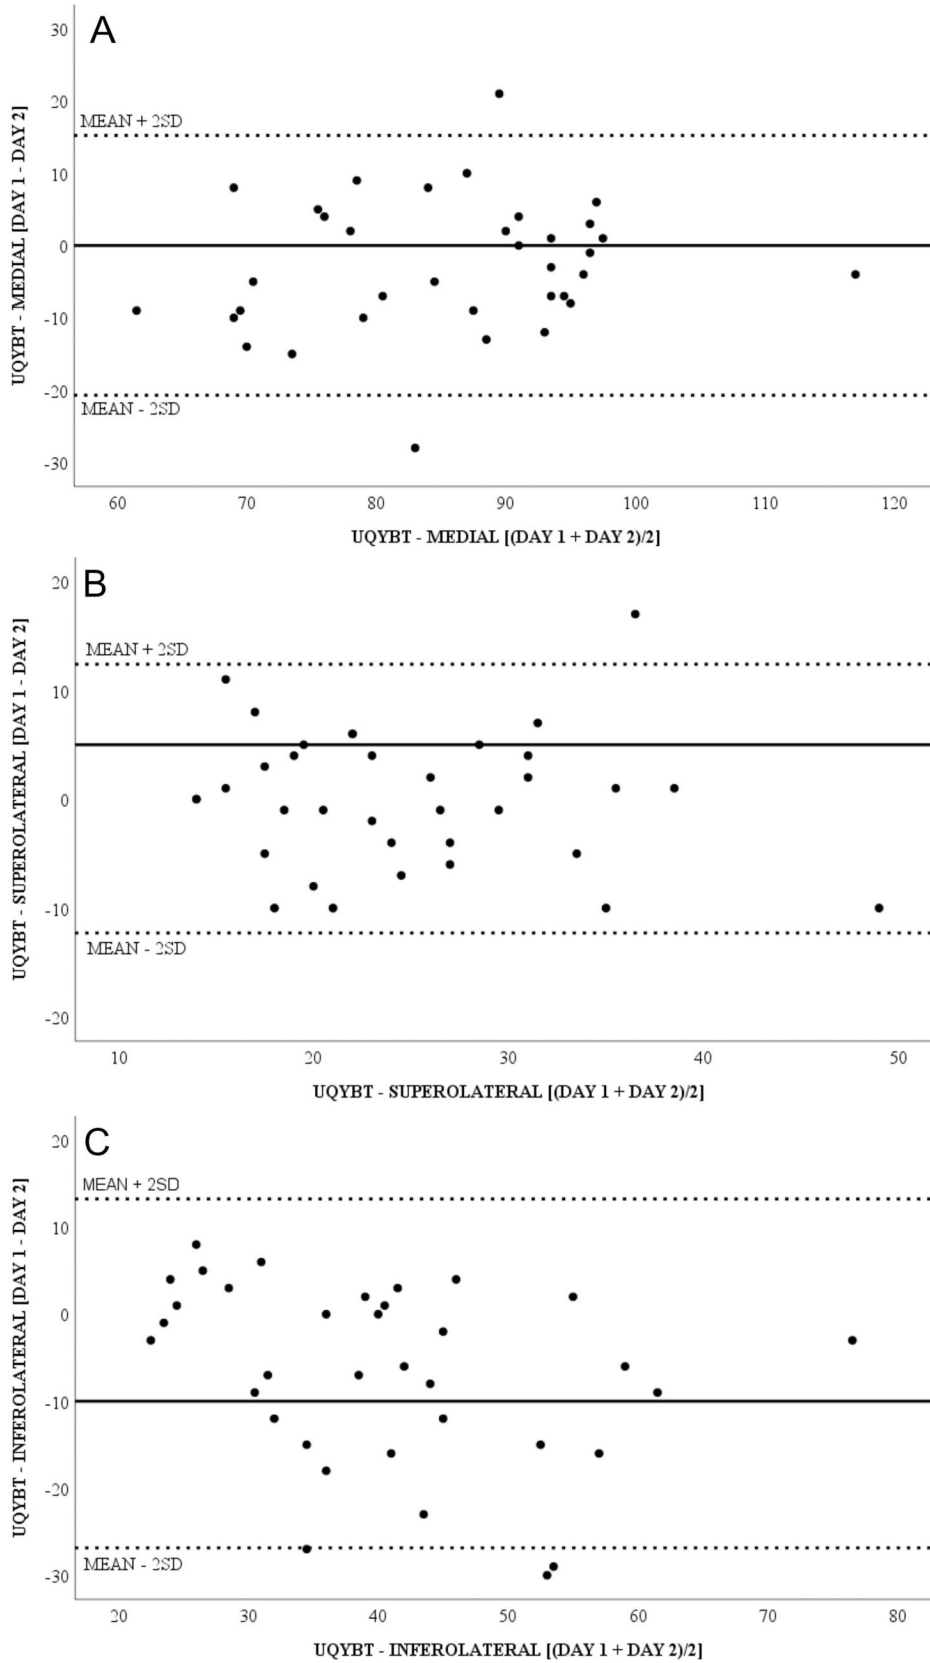 A
30
20
MEAN + 2SD
10
0
-10
-20
MEAN - 2SD
-30
UQYBT - MEDIAL [DAY 1 - DAY 2]
60 70 80 90 100 110 120
UQYBT - MEDIAL [(DAY 1 + DAY 2)/2]
B
20
MEAN + 2SD
10
0
-10
MEAN - 2SD
-20
UQYBT - SUPEROLATERAL [DAY 1 - DAY 2]
10 20 30 40 50
UQYBT - SUPEROLATERAL [(DAY 1 + DAY 2)/2]
C
20
MEAN + 2SD
10
0
-10
-20
MEAN - 2SD
-30
UQYBT - INFEROLATERAL [DAY 1 - DAY 2]
20 30 40 50 60 70 80
UQYBT - INFEROLATERAL [(DAY 1 + DAY 2)/2]